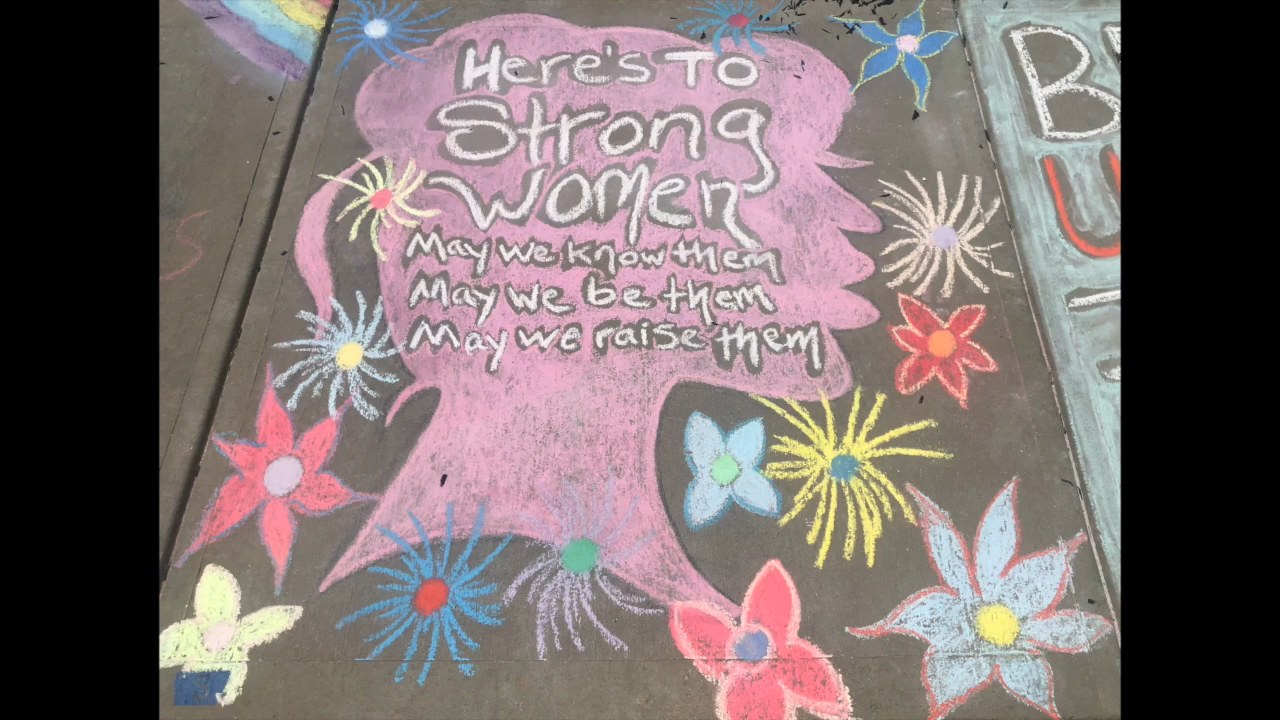 Here's To
Strong
Women
May we know them
May we be them
May we raise them